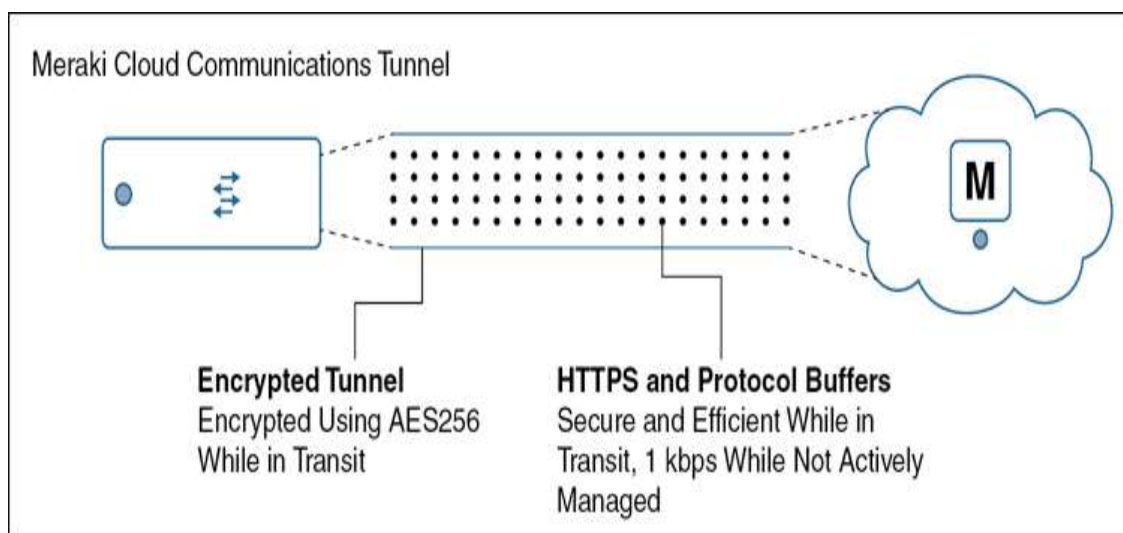 Meraki Cloud Communications Tunnel
M
Encrypted Tunnel
Encrypted Using AES256
While in Transit
HTTPS and Protocol Buffers
Secure and Efficient While in
Transit, 1 kbps While Not Actively
Managed